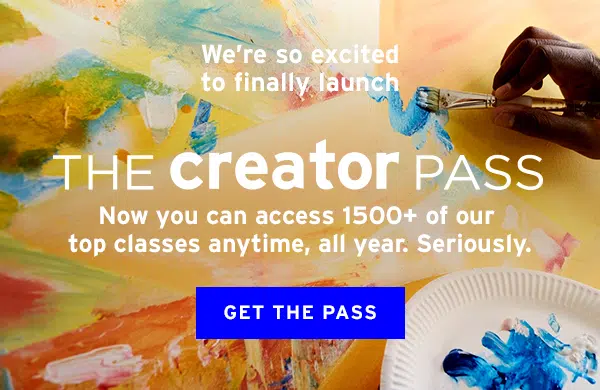 We're so excited
to finally launch
THE creator PASS
Now you can access 1500+ of our
top classes anytime, all year. Seriously.
GET THE PASS